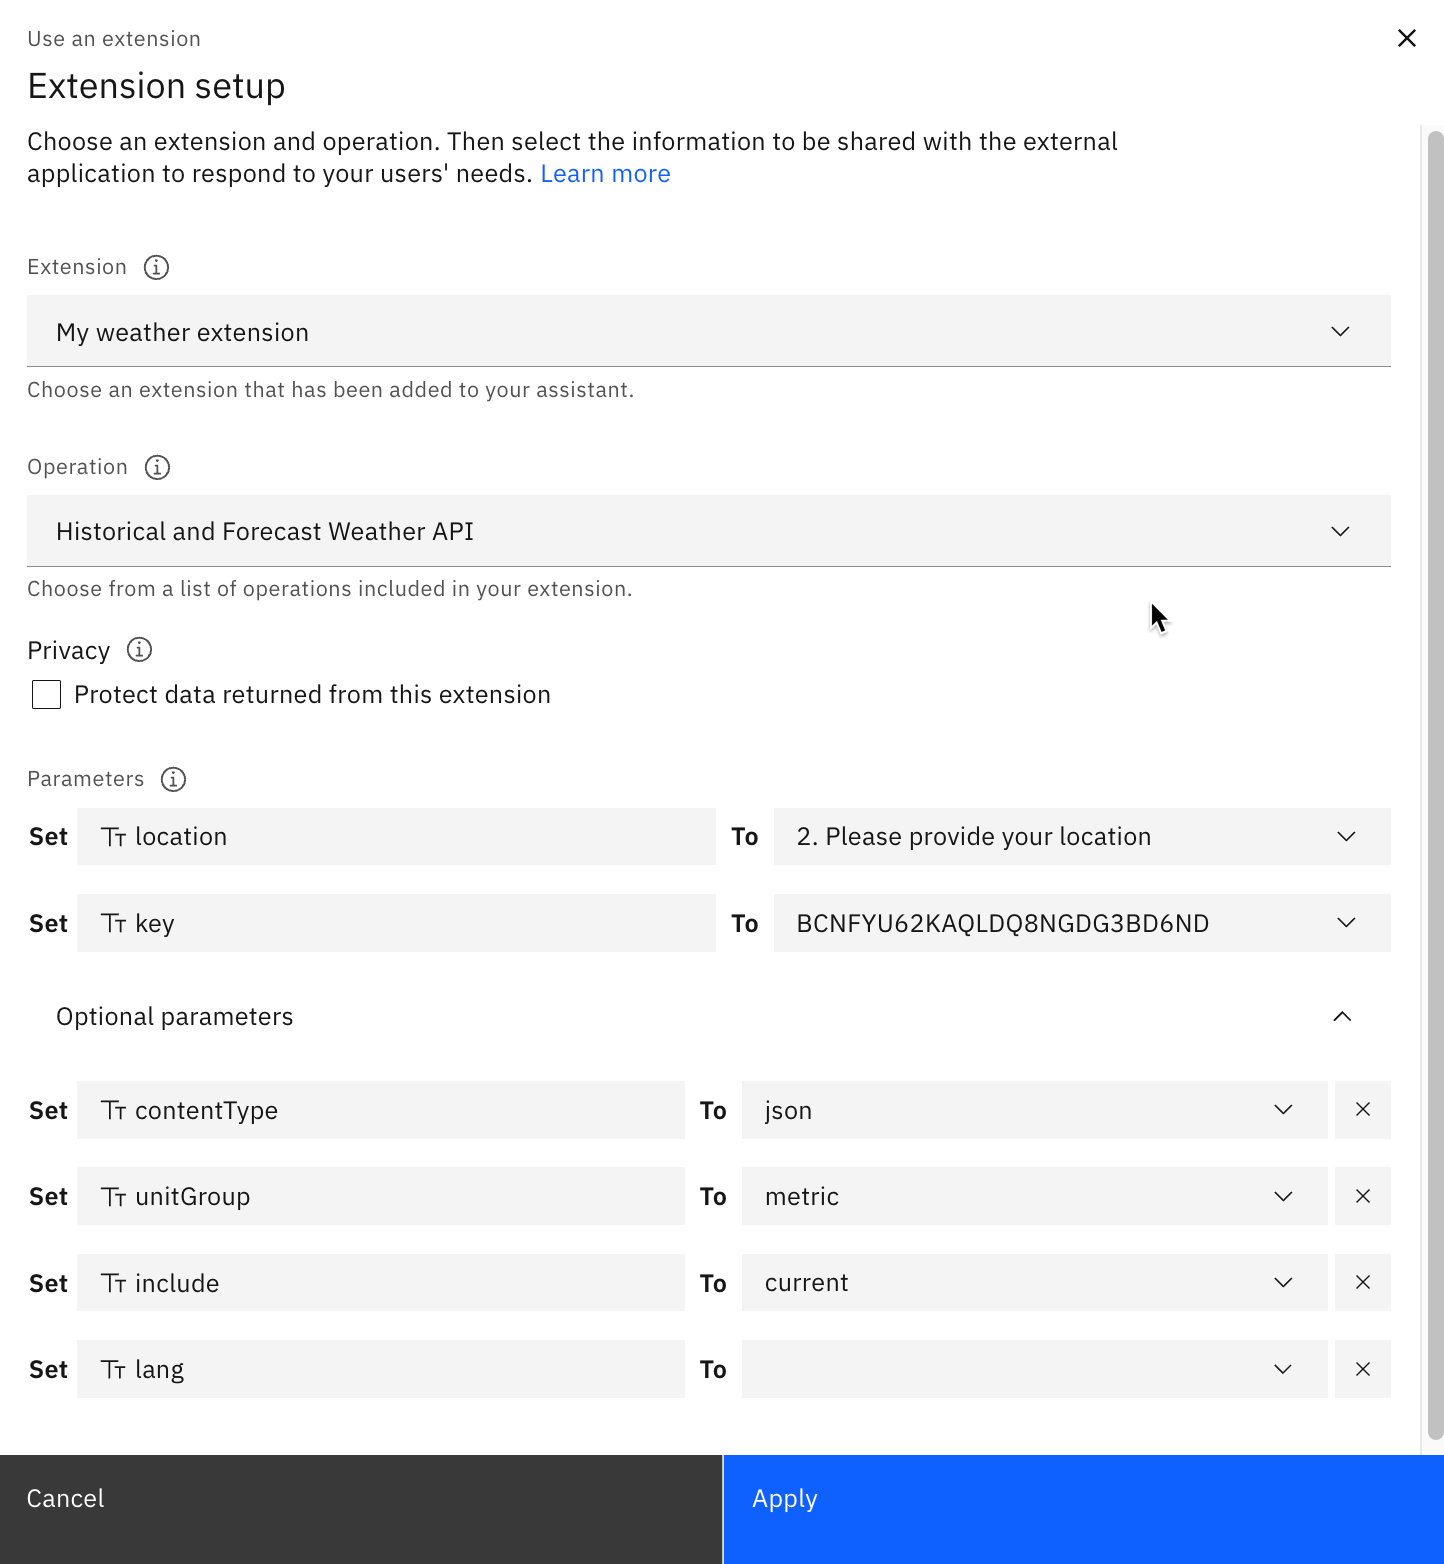 Use an extension
Extension setup
Choose an extension and operation. Then select the information to be shared with the external
application to respond to your users' needs. Learn more
Extension
My weather extension
Choose an extension that has been added to your assistant.
Operation
Historical and Forecast Weather API
Choose from a list of operations included in your extension.
Privacy
Protect data returned from this extension
Parameters
Set location To 2. Please provide your location
Set key To BCNFYU62KAQLDQ8NGDG3BD6ND
Optional parameters
Set contentType To json
Set unitGroup To metric
Set include To current
Set lang To
Cancel Apply